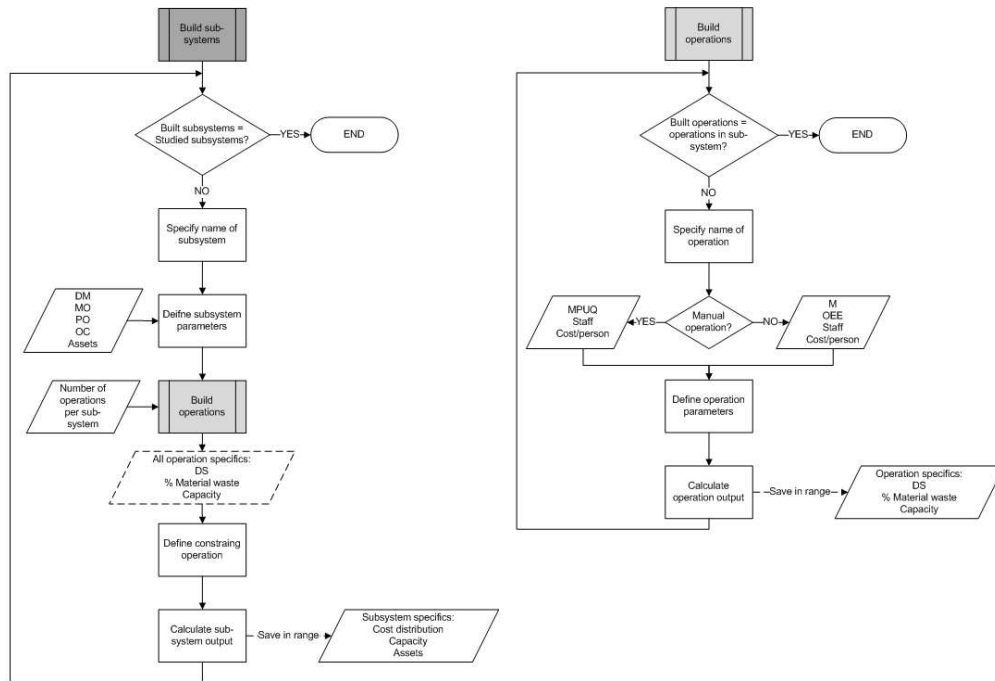 Build sub-
systems
Built subsystems =
Studied subsystems?
YES
END
NO
Specify name of
subsystem
DM
MO
PO
OC
Assets
Deifne subsystem
parameters
Number of
operations
per sub-
system
Build
operations
All operation specifics:
DS
% Material waste
Capacity
Define constraing
operation
Calculate sub-
system output
Save in range
Subsystem specifics:
Cost distribution
Capacity
Assets
Build
operations
Built operations =
operations in sub-
system?
YES
END
NO
Specify name of
operation
MPUQ
Staff
Cost/person
YES
Manual
operation?
NO
M
OEE
Staff
Cost/person
Define operation
parameters
Calculate
operation output
Save in range
Operation specifics:
DS
% Material waste
Capacity